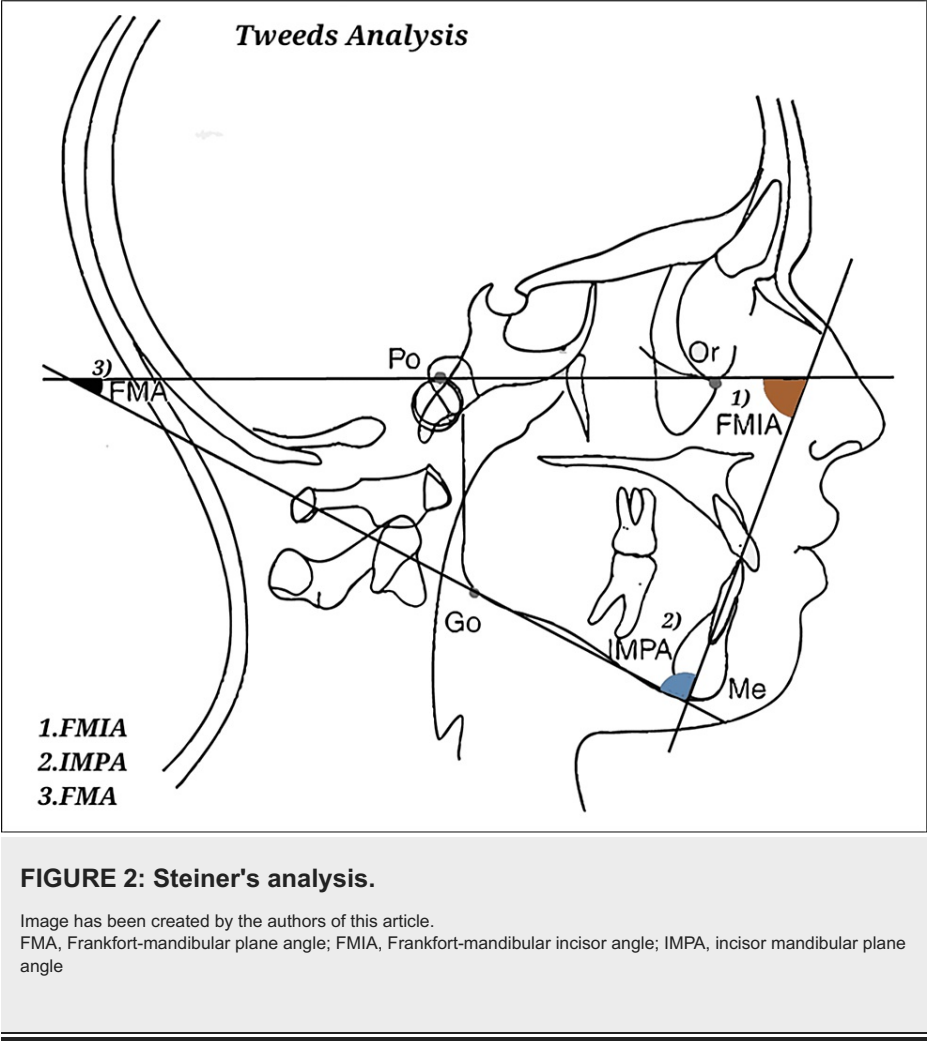 Tweeds Analysis
3)
FMA
Po
Or
1)
FMIA
Go
2)
IMPA
Me
1.FMIA
2.IMPA
3.FMA
FIGURE 2: Steiner's analysis.
Image has been created by the authors of this article.
FMA, Frankfort-mandibular plane angle; FMIA, Frankfort-mandibular incisor angle; IMPA, incisor mandibular plane
angle